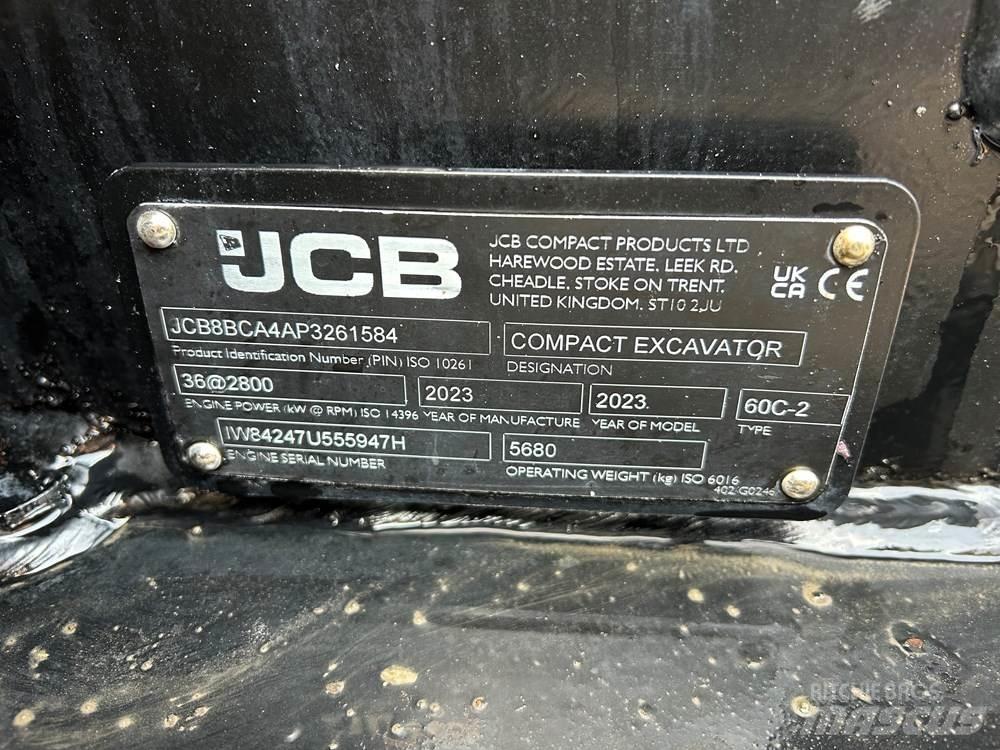 JCB
JCB COMPACT PRODUCTS LTD
HAREWOOD ESTATE, LEEK RD,
CHEADLE, STOKE ON TRENT,
UNITED KINGDOM, ST10 2JU
UK
CA
CE
JCB8BCA4AP3261584
Product Identification Number (PIN) ISO 10261
COMPACT EXCAVATOR
DESIGNATION
36@2800
ENGINE POWER (kW @ RPM) ISO 14396
2023
YEAR OF MANUFACTURE
2023
YEAR OF MODEL
60C-2
TYPE
IW84247U555947H
ENGINE SERIAL NUMBER
5680
OPERATING WEIGHT (kg) ISO 6016
402/G0246
RITCHIE BROS
MASCUS